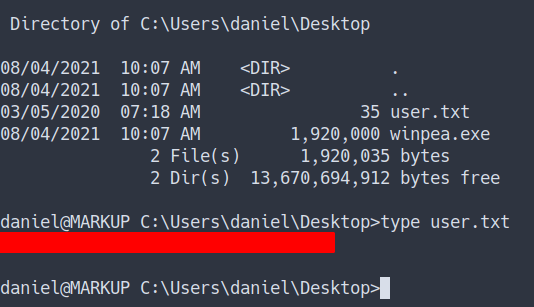 Directory of C:\Users\daniel\Desktop
08/04/2021  10:07 AM    <DIR>          .
08/04/2021  10:07 AM    <DIR>          ..
03/05/2020  07:18 AM                35 user.txt
08/04/2021  10:07 AM         1,920,000 winpea.exe
               2 File(s)      1,920,035 bytes
               2 Dir(s)  13,670,694,912 bytes free
daniel@MARKUP C:\Users\daniel\Desktop>type user.txt
daniel@MARKUP C:\Users\daniel\Desktop>